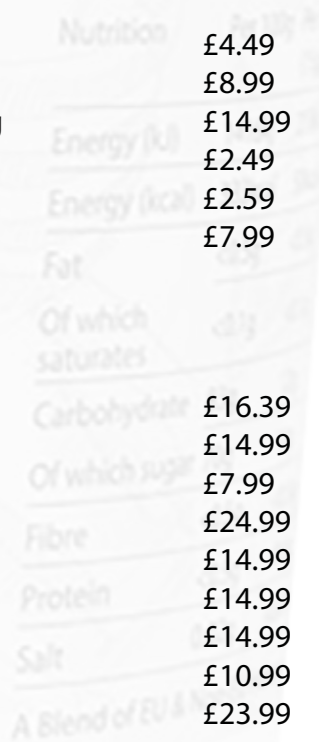 Nutrition
£4.49
£8.99
£14.99
Energy (kJ)
£2.49
Energy (kcal)
£2.59
£7.99
Fat
Of which
saturates
Carbohydrate
£16.39
£14.99
Of which sugar
£7.99
£24.99
Fibre
£14.99
Protein
£14.99
£14.99
Salt
£10.99
£23.99
A Blend of EU &